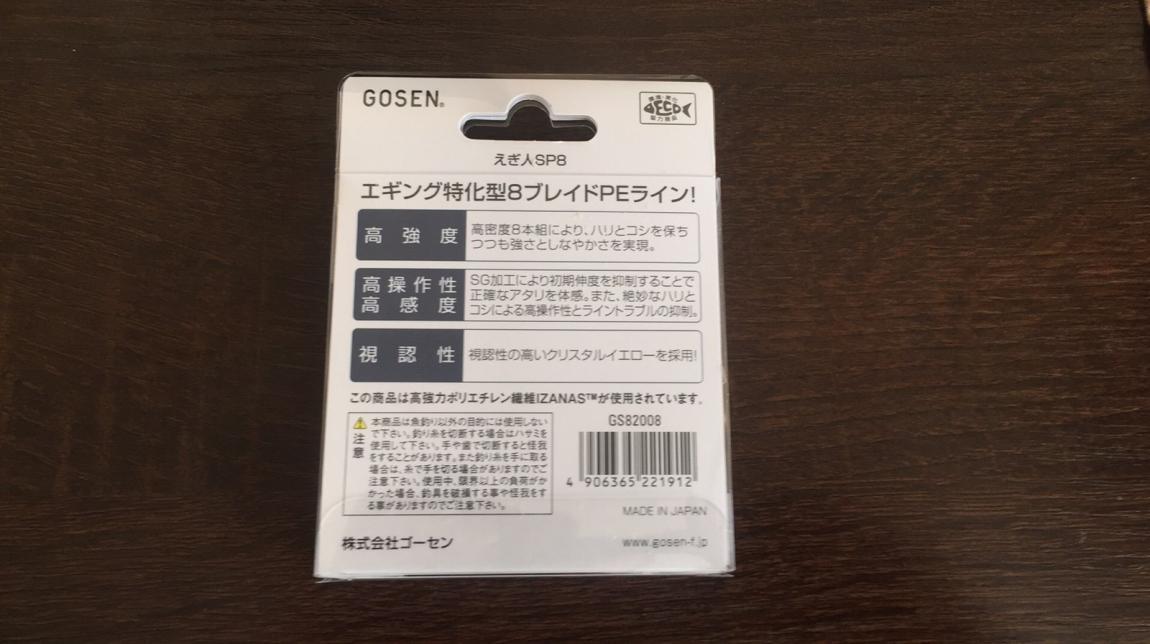 GOSEN®
環境・実化
ECO
協力商品
えぎ人SP8
エギング特化型8ブレイドPEライン!
高強度
高密度8本組により、ハリとコシを保ち
つつも強さとしなやかさを実現。
高操作性
高感度
SG加工により初期伸度を抑制することで
正確なアタリを体感。また、絶妙なハリと
コシによる高操作性とライントラブルの抑制。
視認性
視認性の高いクリスタルイエローを採用!
この商品は高強力ポリエチレン繊維IZANAS™が使用されています。
注意
本商品は魚釣り以外の目的には使用しない
で下さい。釣り糸を切断する場合はハサミを
使用して下さい。手や歯で切断すると怪我
をすることがあります。また釣り糸を手に取る
場合は、糸で手を切る場合がありますのでご
注意下さい。使用中、限界以上の負荷がか
かった場合、釣具を破損する事や怪我をす
る事がありますのでご注意下さい。
GS82008
4 906365 221912
MADE IN JAPAN
株式会社ゴーセン
www.gosen-f.jp